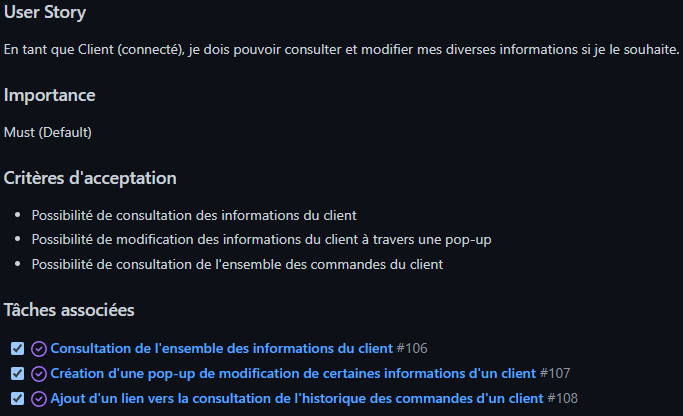 User Story
En tant que Client (connecté), je dois pouvoir consulter et modifier mes diverses informations si je le souhaite.
Importance
Must (Default)
Critères d'acceptation
Possibilité de consultation des informations du client
Possibilité de modification des informations du client à travers une pop-up
Possibilité de consultation de l'ensemble des commandes du client
Tâches associées
Consultation de l'ensemble des informations du client #106
Création d'une pop-up de modification de certaines informations d'un client #107
Ajout d'un lien vers la consultation de l'historique des commandes d'un client #108